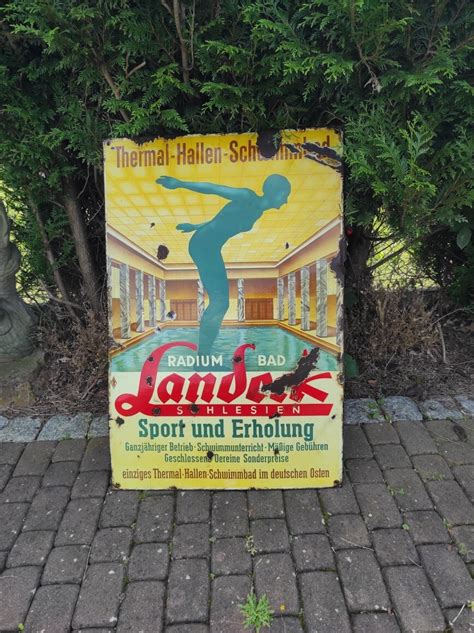 Thermal-Hallen-Schwimmbad
RADIUM BAD
Landeck
SCHLESIEN
Sport und Erholung
Ganzjähriger Betrieb · Schwimmunterricht · Mäßige Gebühren
Geschlossene Vereine Sonderpreise
einziges Thermal-Hallen-Schwimmbad im deutschen Osten